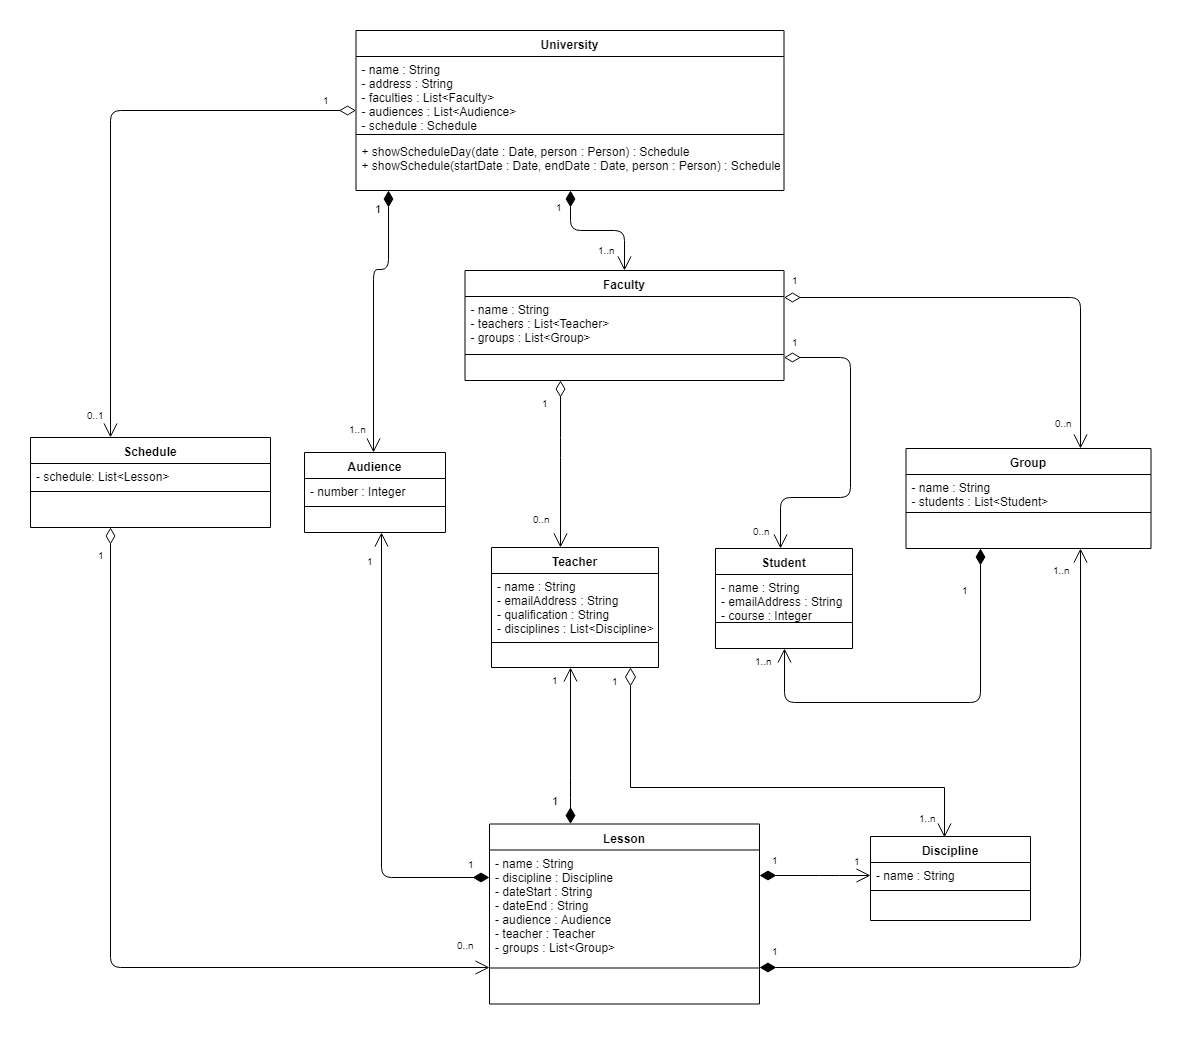 University
- name : String
- address : String
- faculties : List<Faculty>
- audiences : List<Audience>
- schedule : Schedule
+ showScheduleDay(date : Date, person : Person) : Schedule
+ showSchedule(startDate : Date, endDate : Date, person : Person) : Schedule
1
1
1
1..n
Faculty
- name : String
- teachers : List<Teacher>
- groups : List<Group>
1
1
1
0..1
1..n
0..n
Schedule
- schedule: List<Lesson>
1
Audience
- number : Integer
1
Group
- name : String
- students : List<Student>
1
1..n
0..n
Teacher
- name : String
- emailAddress : String
- qualification : String
- disciplines : List<Discipline>
1
1
0..n
Student
- name : String
- emailAddress : String
- course : Integer
1..n
1
1..n
Lesson
- name : String
- discipline : Discipline
- dateStart : String
- dateEnd : String
- audience : Audience
- teacher : Teacher
- groups : List<Group>
1
0..n
1
1
1
Discipline
- name : String